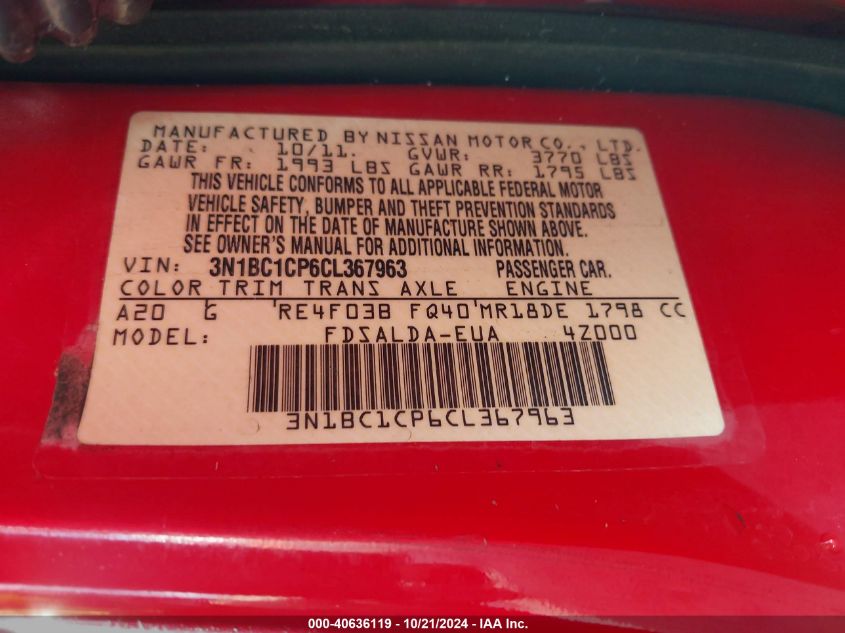 MANUFACTURED BY NISSAN MOTOR CO., LTD.
DATE: 10/11. GVWR: 3770 LBS
GAWR FR: 1993 LBS GAWR RR: 1795 LBS
THIS VEHICLE CONFORMS TO ALL APPLICABLE FEDERAL MOTOR
VEHICLE SAFETY, BUMPER AND THEFT PREVENTION STANDARDS
IN EFFECT ON THE DATE OF MANUFACTURE SHOWN ABOVE.
SEE OWNER'S MANUAL FOR ADDITIONAL INFORMATION.
VIN: 3N1BC1CP6CL367963 PASSENGER CAR.
COLOR TRIM TRANS AXLE ENGINE
A20 G RE4F03B FQ40 MR18DE 1798 CC
MODEL: FDSALDA-EUA 4Z000
3N1BC1CP6CL367963
000-40636119 - 10/21/2024 - IAA Inc.